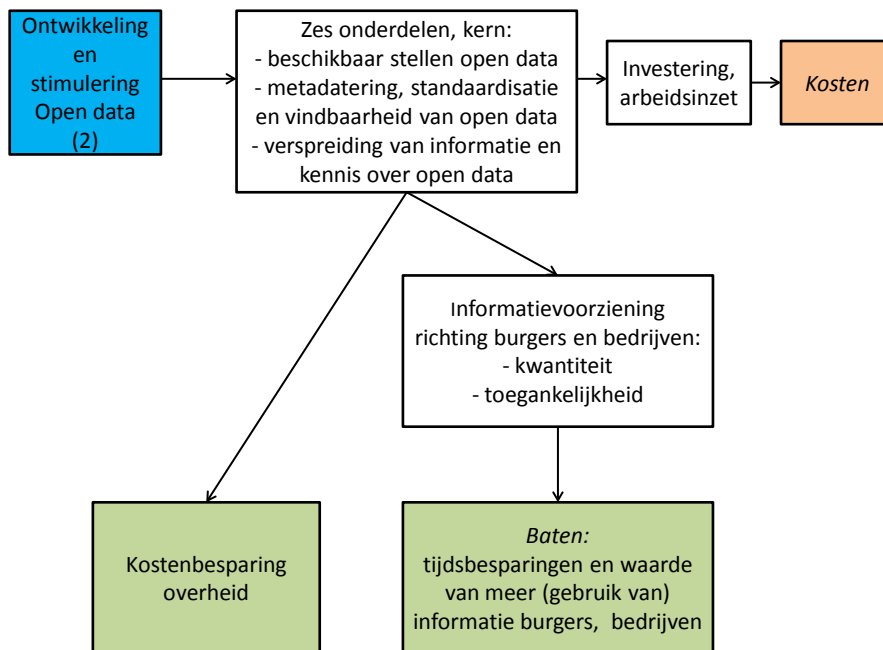 Ontwikkeling
en
stimulering
Open data
(2)
Zes onderdelen, kern:
- beschikbaar stellen open data
- metadatering, standaardisatie
en vindbaarheid van open data
- verspreiding van informatie en
kennis over open data
Investering,
arbeidsinzet
Kosten
Informatievoorziening
richting burgers en bedrijven:
- kwantiteit
- toegankelijkheid
Kostenbesparing
overheid
Baten:
tijdsbesparingen en waarde
van meer (gebruik van)
informatie burgers, bedrijven